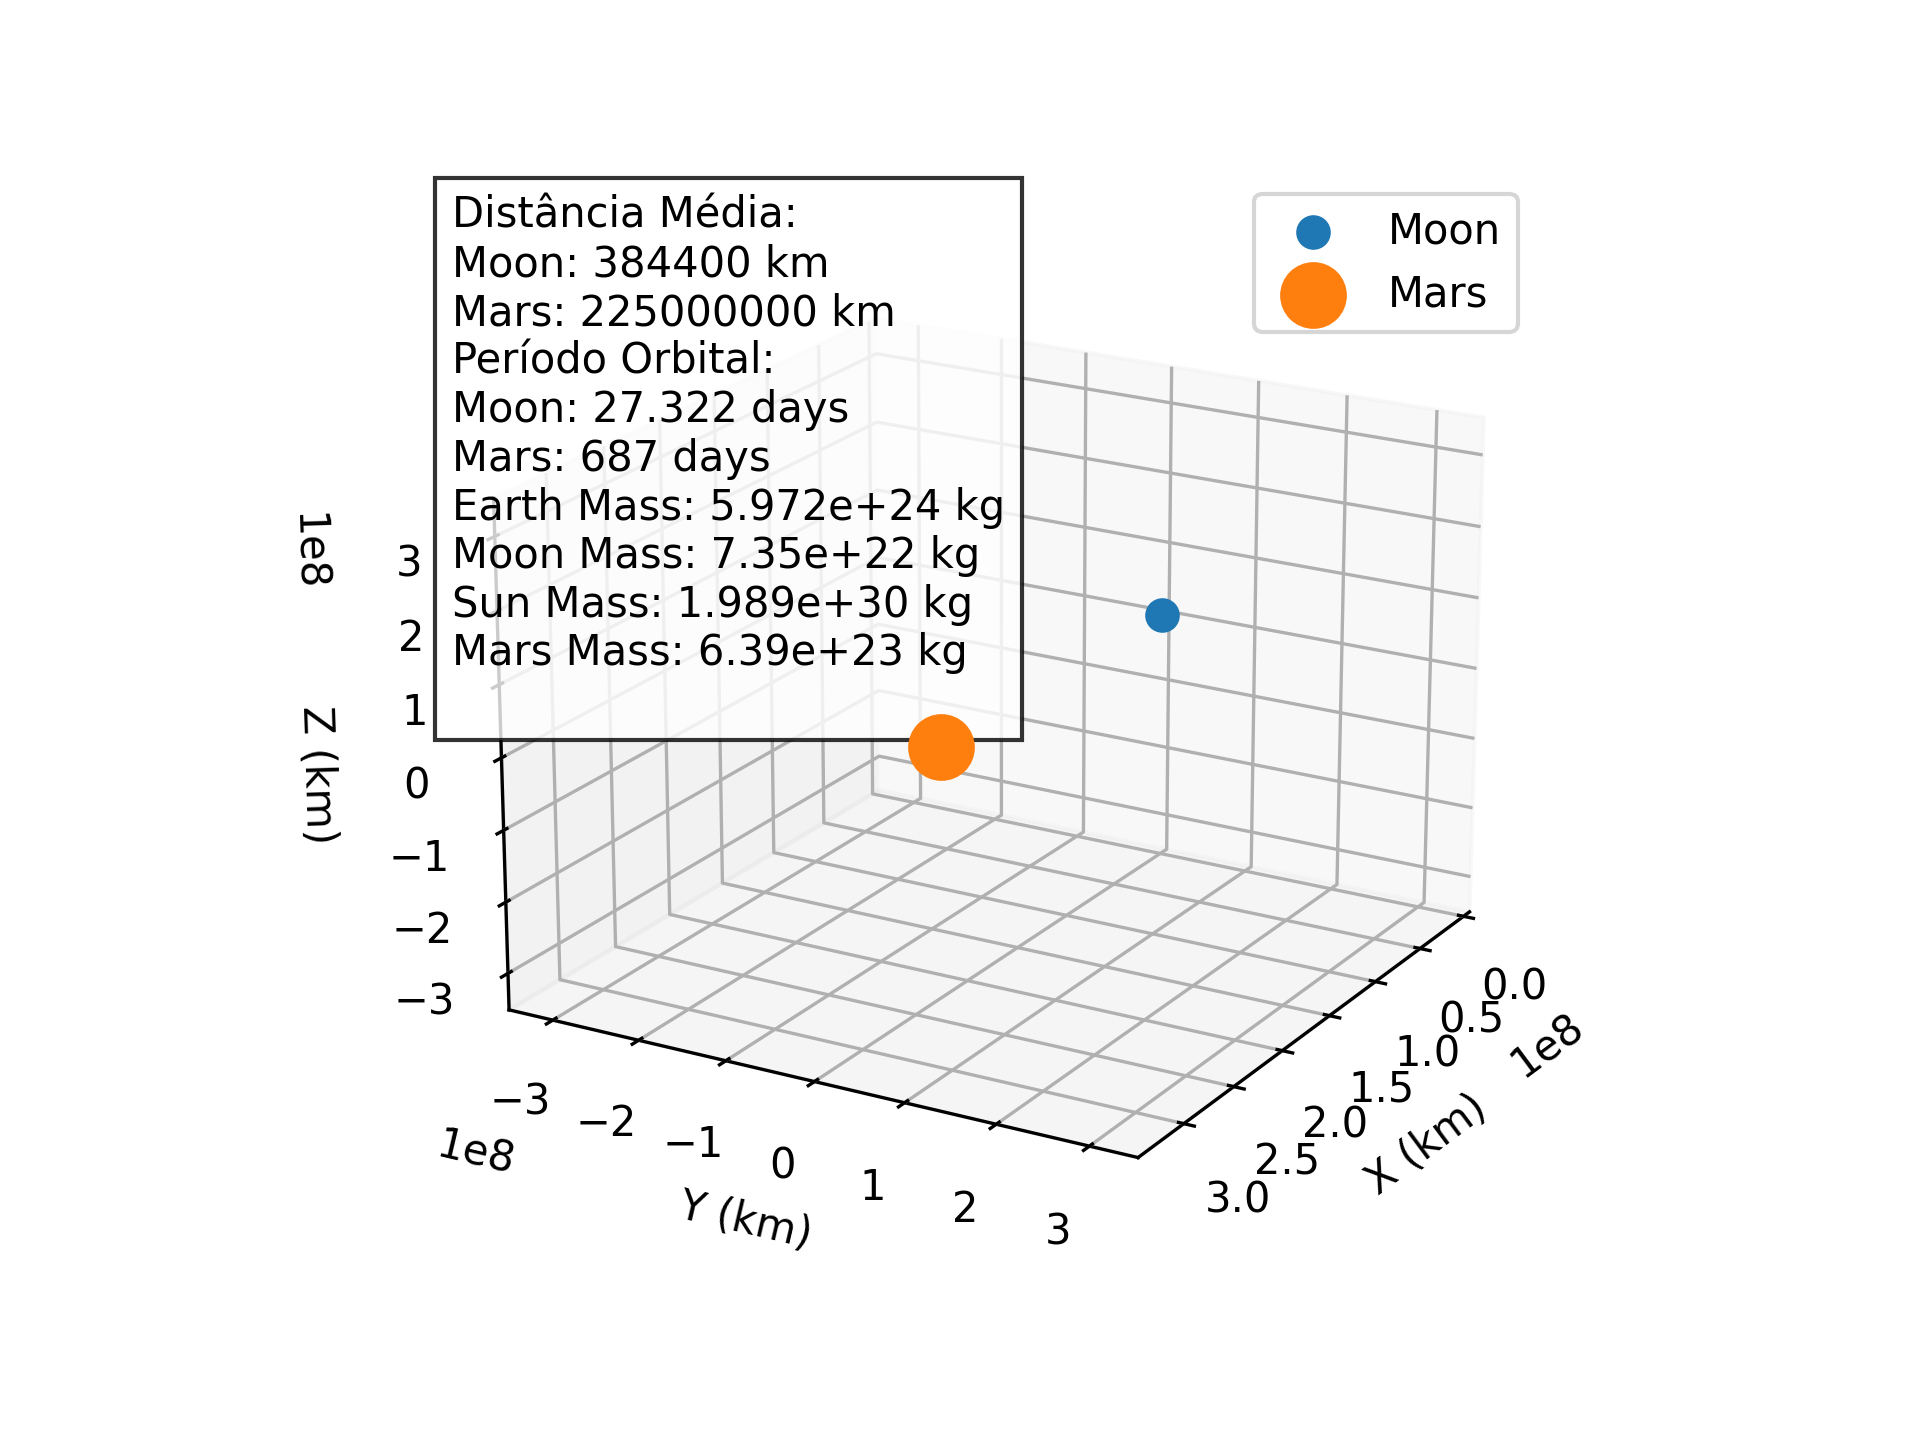 Distância Média:
Moon: 384400 km
Mars: 225000000 km
Período Orbital:
Moon: 27.322 days
Mars: 687 days
Earth Mass: 5.972e+24 kg
Moon Mass: 7.35e+22 kg
Sun Mass: 1.989e+30 kg
Mars Mass: 6.39e+23 kg
Moon
Mars
1e8
3
2
1
0
−1
−2
−3
Z (km)
−3
−2
−1
0
1
2
3
1e8
Y (km)
0.0
0.5
1.0
1.5
2.0
2.5
3.0
1e8
X (km)